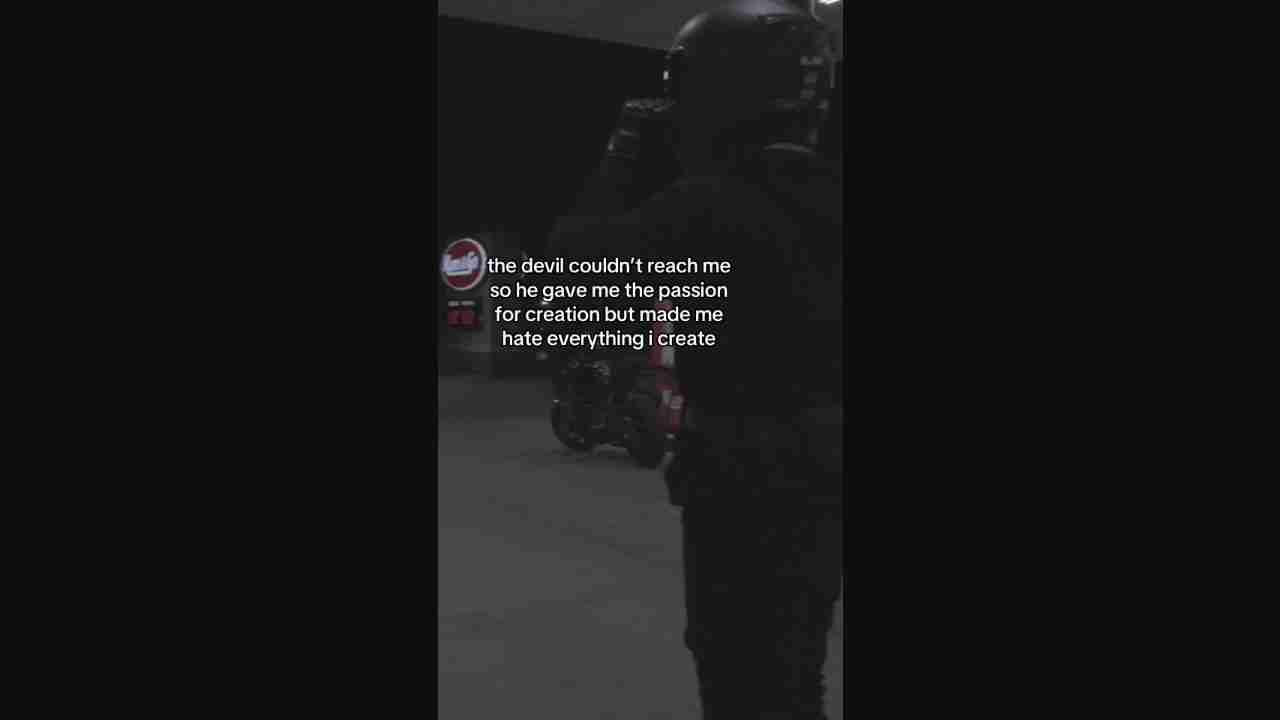 the devil couldn't reach me
so he gave me the passion
for creation but made me
hate everything i create